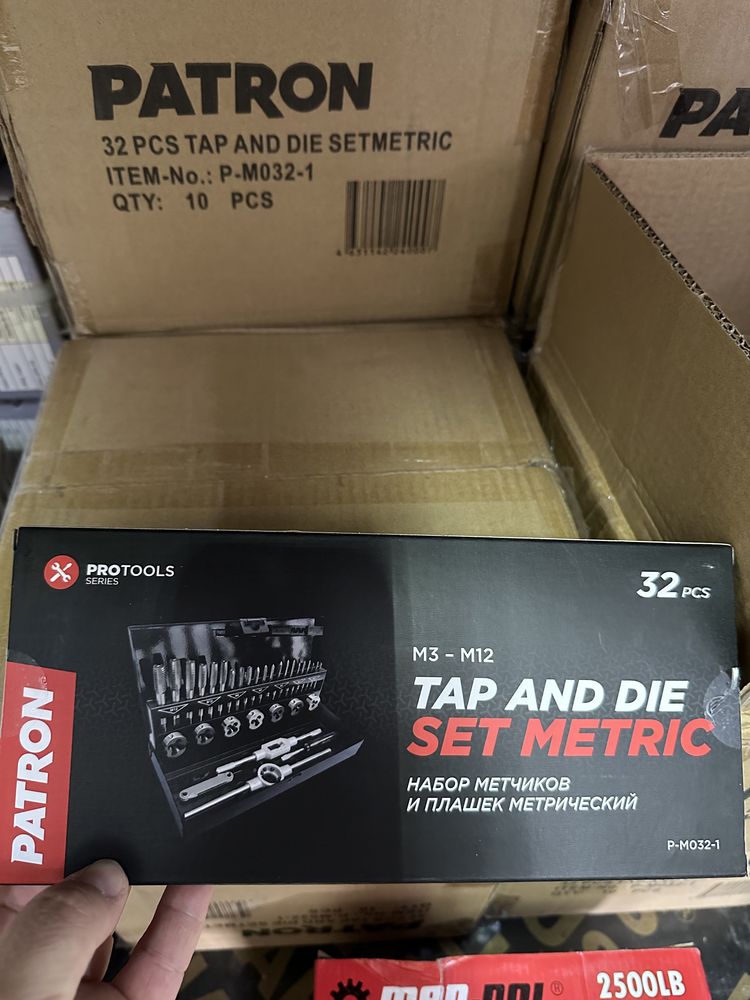 PATRON
32 PCS TAP AND DIE SETMETRIC
ITEM-No.: P-M032-1
QTY: 10 PCS
PA
PROTOOLS
SERIES
32 PCS
M3 - M12
TAP AND DIE
SET METRIC
НАБОР МЕТЧИКОВ
И ПЛАШЕК МЕТРИЧЕСКИЙ
P-M032-1
PATRON
2500LB